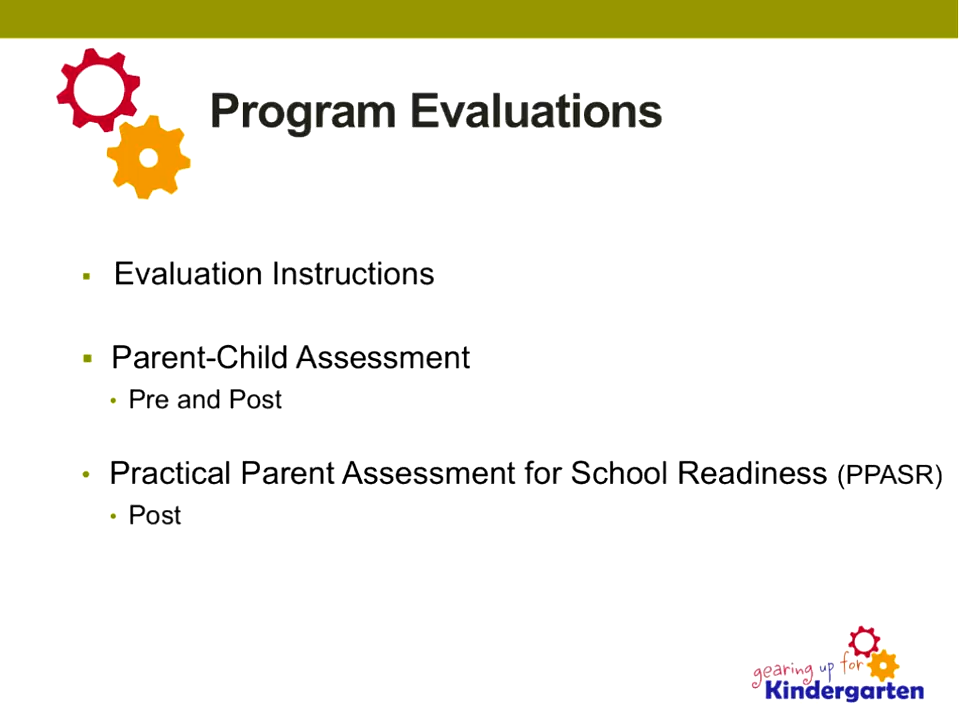 Program Evaluations
Evaluation Instructions
Parent-Child Assessment
Pre and Post
Practical Parent Assessment for School Readiness (PPASR)
Post
gearing up for
Kindergarten